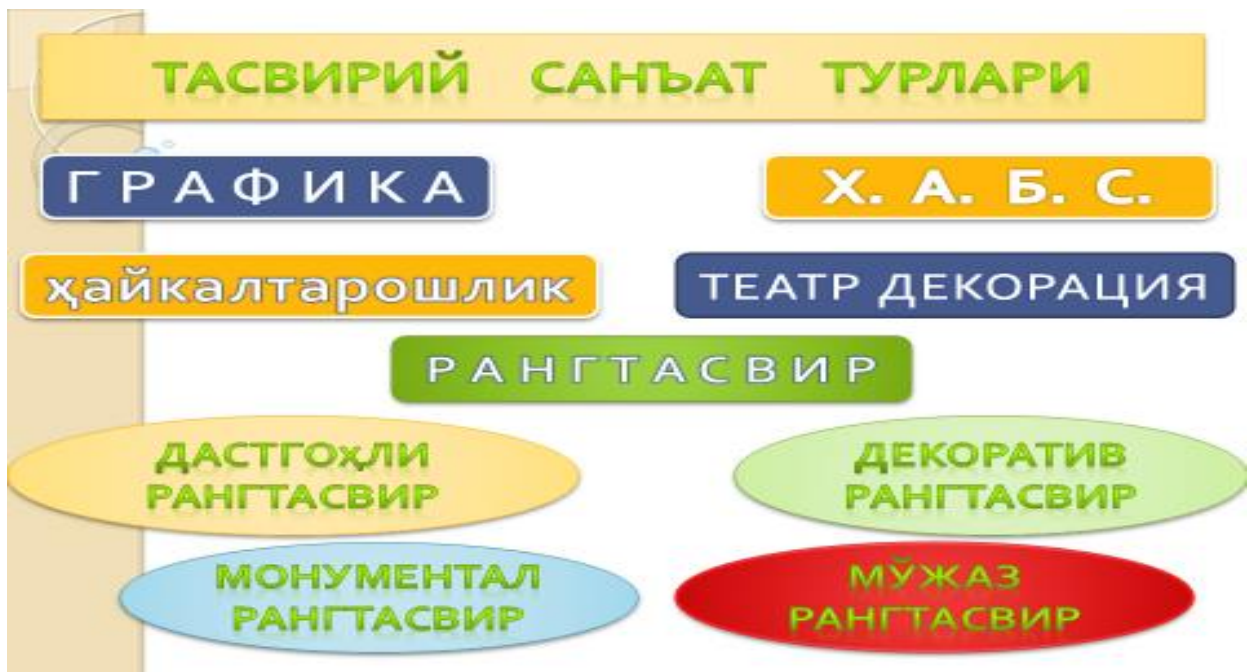 ТАСВИРИЙ САНЪАТ ТУРЛАРИ
ГРАФИКА
Х. А. Б. С.
ҳайкалтарошлик
ТЕАТР ДЕКОРАЦИЯ
РАНГТАСВИР
ДАСТГОҳЛИ
РАНГТАСВИР
ДЕКОРАТИВ
РАНГТАСВИР
МОНУМЕНТАЛ
РАНГТАСВИР
МЎЖАЗ
РАНГТАСВИР